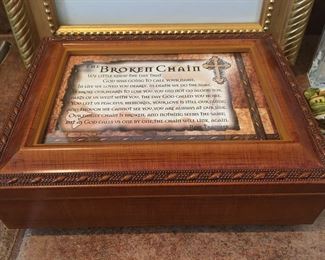 THE
BROKEN CHAIN
WE LITTLE KNEW THE DAY THAT
GOD WAS GOING TO CALL YOUR NAME.
IN LIFE WE LOVED YOU DEARLY, IN DEATH WE DO THE SAME.
IT BROKE OUR HEARTS TO LOSE YOU, YOU DID NOT GO ALONE. FOR
PART OF US WENT WITH YOU, THE DAY GOD CALLED YOU HOME.
YOU LEFT US PEACEFUL MEMORIES, YOUR LOVE IS STILL OUR GUIDE;
AND THOUGH WE CANNOT SEE YOU, YOU ARE ALWAYS AT OUR SIDE.
OUR FAMILY CHAIN IS BROKEN, AND NOTHING SEEMS THE SAME,
BUT AS GOD CALLS US ONE BY ONE, THE CHAIN WILL LINK AGAIN.